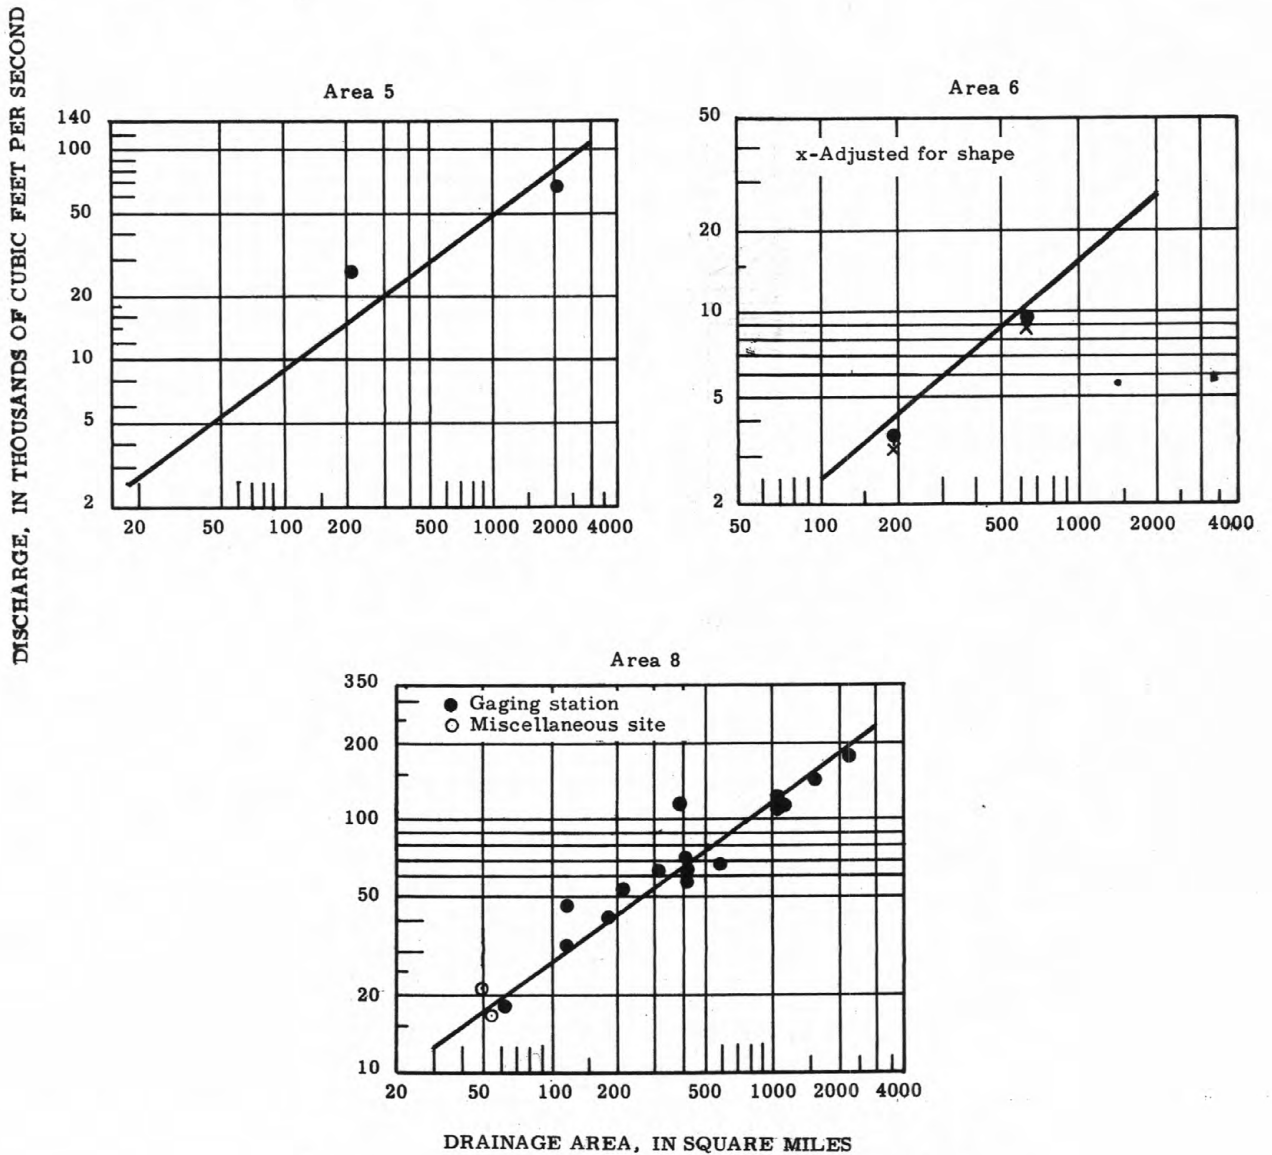 DISCHARGE, IN THOUSANDS OF CUBIC FEET PER SECOND
Area 5
140
100
50
20
10
5
2
20 50 100 200 500 1000 2000 4000
Area 6
50
x-Adjusted for shape
20
10
5
2
50 100 200 500 1000 2000 4000
Area 8
350
Gaging station
Miscellaneous site
200
100
50
20
10
20 50 100 200 500 1000 2000 4000
DRAINAGE AREA, IN SQUARE MILES